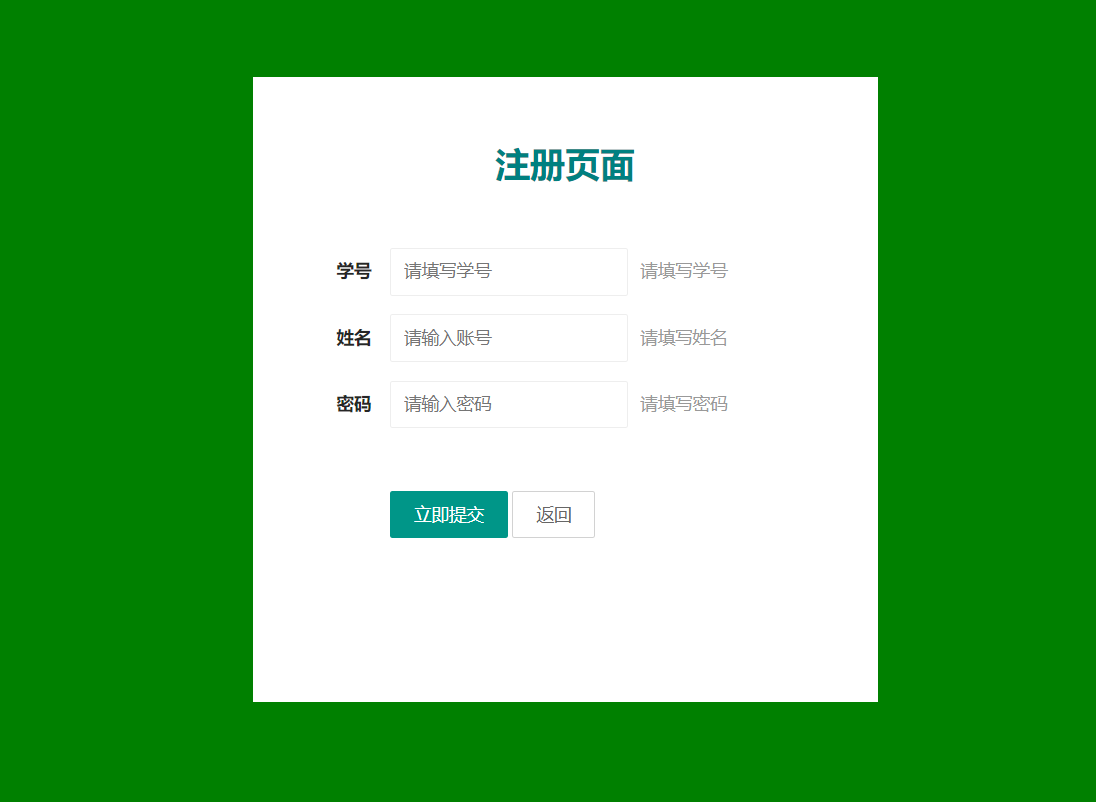 注册页面
学号 请填写学号 请填写学号
姓名 请输入账号 请填写姓名
密码 请输入密码 请填写密码
立即提交 返回